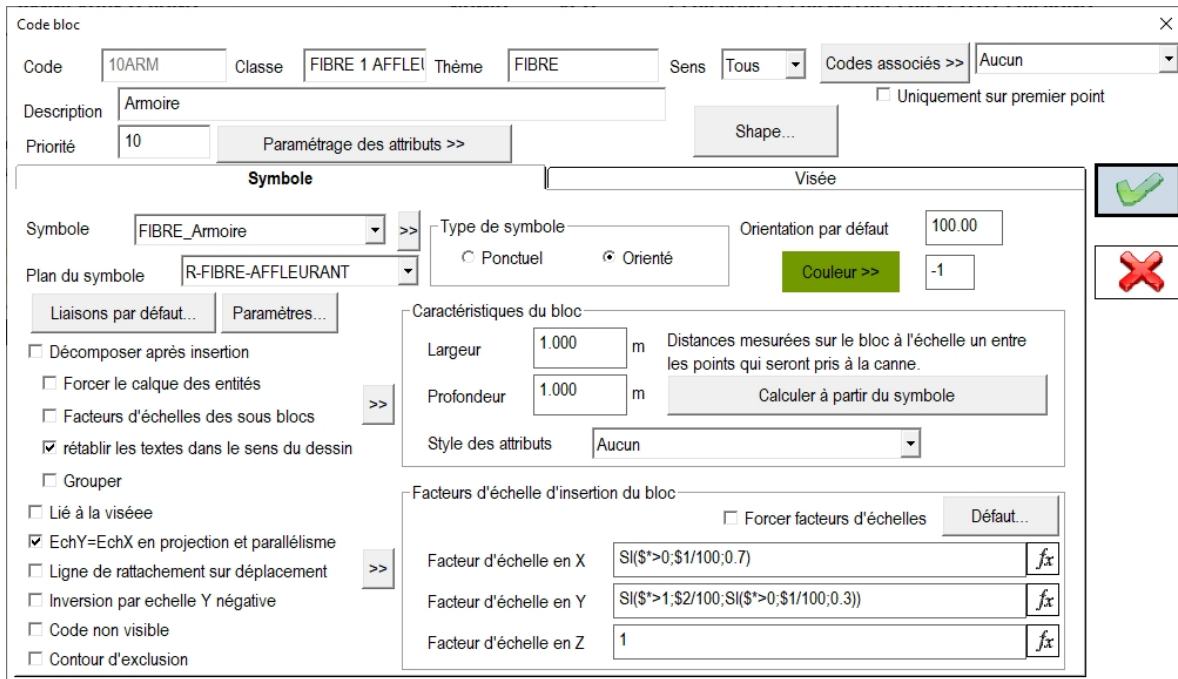 Code bloc
Code 10ARM Classe FIBRE 1 AFFLEU Thème FIBRE Sens Tous Codes associés >> Aucun
Description Armoire Uniquement sur premier point
Priorité 10 Paramétrage des attributs >> Shape...
Symbole Visée
Symbole FIBRE_Armoire >> Type de symbole Orientation par défaut 100.00
Ponctuel Orienté
Plan du symbole R-FIBRE-AFFLEURANT Couleur >> -1
Liaisons par défaut... Paramètres...
Caractéristiques du bloc
Largeur 1.000 m Distances mesurées sur le bloc à l'échelle un entre
les points qui seront pris à la canne.
Profondeur 1.000 m Calculer à partir du symbole
Style des attributs Aucun
Décomposer après insertion
Forcer le calque des entités
>>
Facteurs d'échelles des sous blocs
rétablir les textes dans le sens du dessin
Grouper
Lié à la viséee
EchY=EchX en projection et parallélisme
Ligne de rattachement sur déplacement >>
Inversion par echelle Y négative
Code non visible
Contour d'exclusion
Facteurs d'échelle d'insertion du bloc
Forcer facteurs d'échelles Défaut...
Facteur d'échelle en X SI($*>0;$1/100;0.7) fx
Facteur d'échelle en Y SI($*>1;$2/100;SI($*>0;$1/100;0.3)) fx
Facteur d'échelle en Z 1 fx